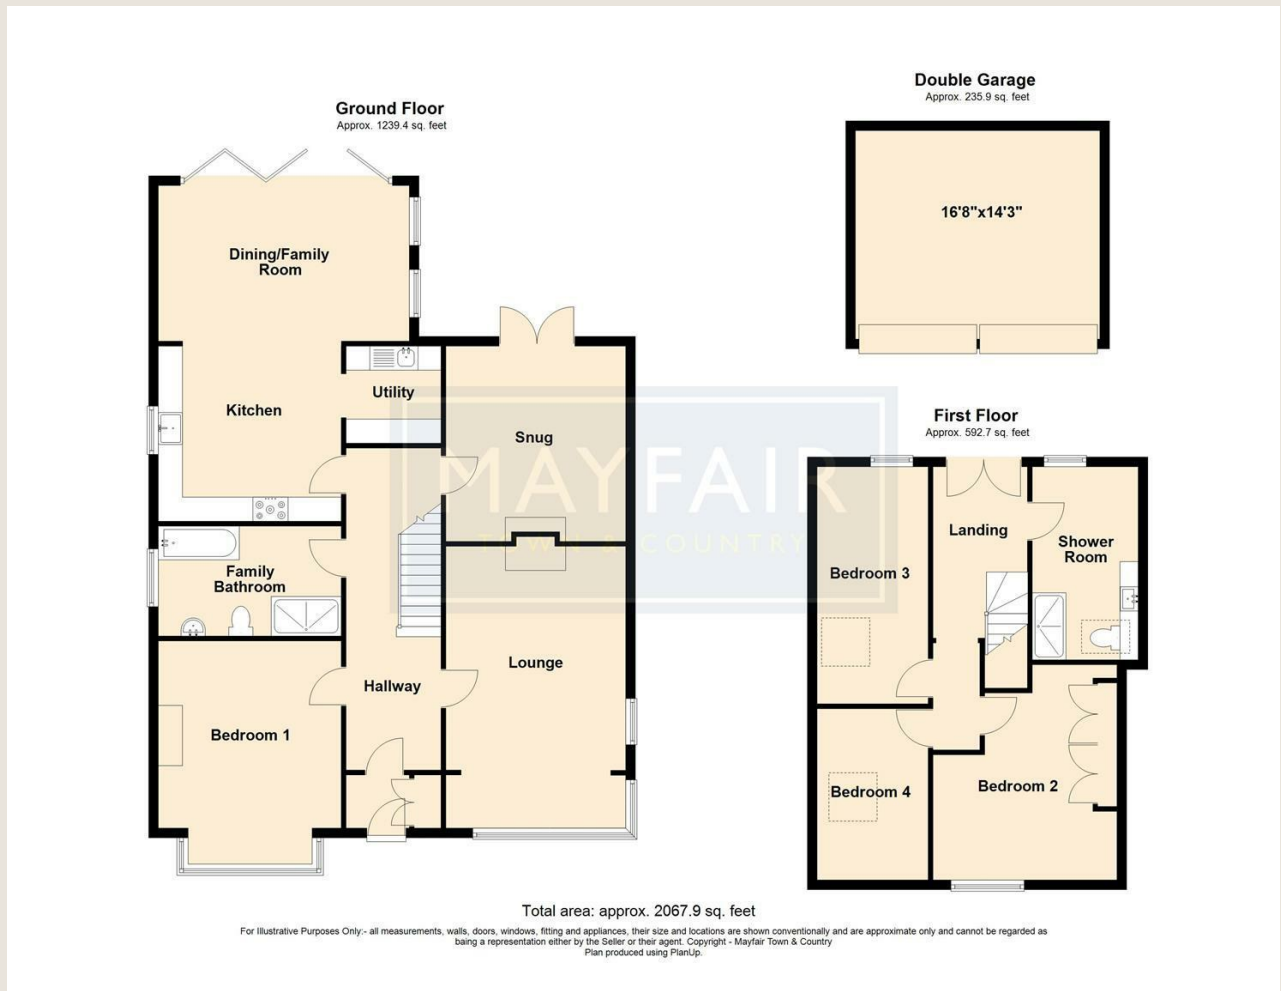 Ground Floor
Approx. 1239.4 sq. feet
Dining/Family
Room
Kitchen
Utility
Snug
Family
Bathroom
Lounge
Hallway
Bedroom 1
Double Garage
Approx. 235.9 sq. feet
16'8"x14'3"
First Floor
Approx. 592.7 sq. feet
Landing
Shower
Room
Bedroom 3
Bedroom 2
Bedroom 4
MAYFAIR
TOWN & COUNTRY
Total area: approx. 2067.9 sq. feet
For Illustrative Purposes Only:- all measurements, walls, doors, windows, fitting and appliances, their size and locations are shown conventionally and are approximate only and cannot be regarded as
being a representation either by the Seller or their agent. Copyright - Mayfair Town & Country
Plan produced using PlanUp.